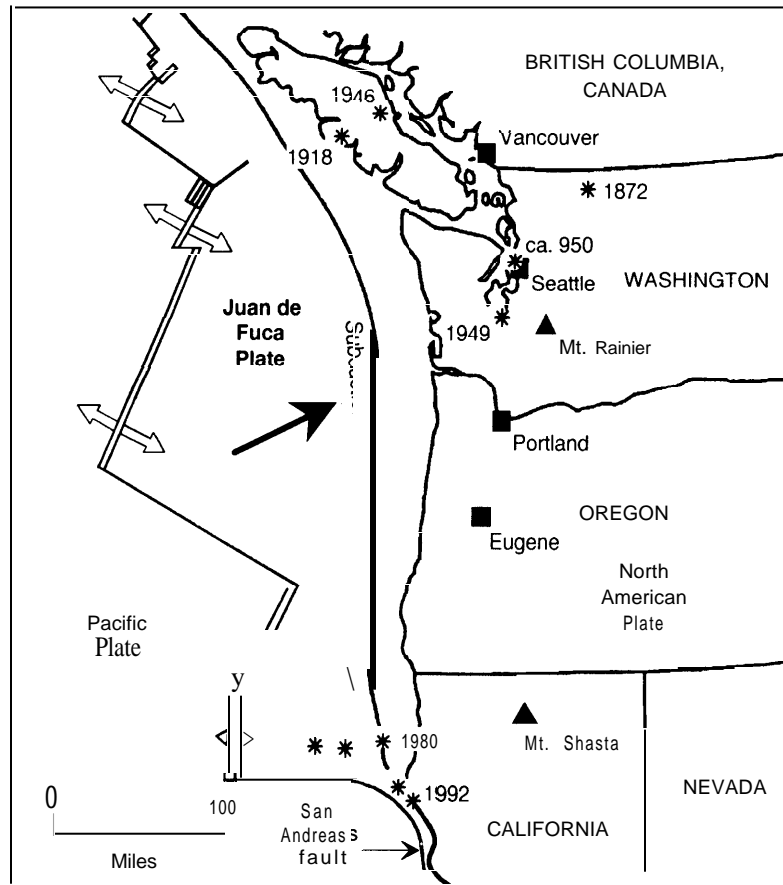 BRITISH COLUMBIA,
CANADA
1946
Vancouver
1918
1872
ca. 950
Seattle
WASHINGTON
Juan de
Fuca
Plate
1949
Mt. Rainier
Portland
OREGON
Eugene
North
American
Plate
Pacific
Plate
y
1980
Mt. Shasta
NEVADA
0
100
1992
San
Andreas
fault
CALIFORNIA
Miles